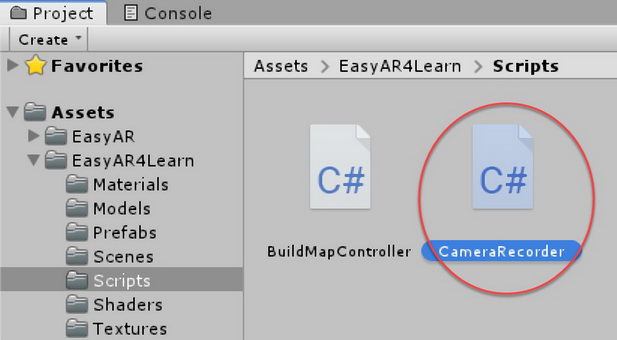 Project
Console
Create
Favorites
Assets > EasyAR4Learn > Scripts
Assets
EasyAR
EasyAR4Learn
Materials
Models
Prefabs
Scenes
Scripts
Shaders
Textures
C#
C#
BuildMapController
CameraRecorder